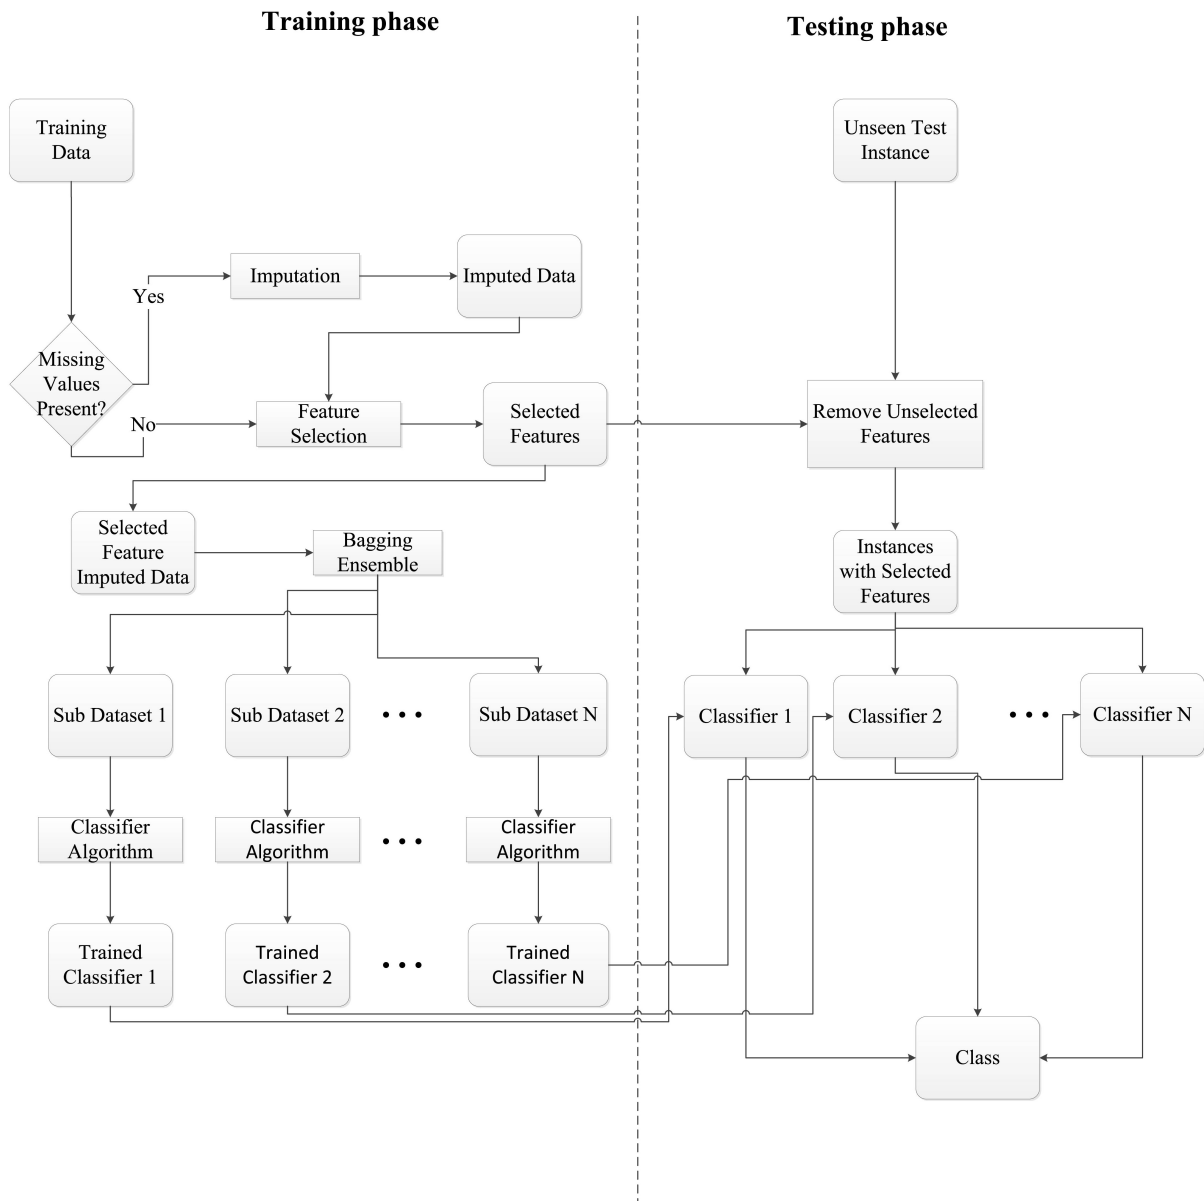 Training phase
Testing phase
Training
Data
Unseen Test
Instance
Imputation
Imputed Data
Yes
Missing
Values
Present?
No
Feature
Selection
Selected
Features
Remove Unselected
Features
Selected
Feature
Imputed Data
Bagging
Ensemble
Instances
with Selected
Features
Sub Dataset 1
Sub Dataset 2
• • •
Sub Dataset N
Classifier 1
Classifier 2
• • •
Classifier N
Classifier
Algorithm
Classifier
Algorithm
• • •
Classifier
Algorithm
Trained
Classifier 1
Trained
Classifier 2
• • •
Trained
Classifier N
Class